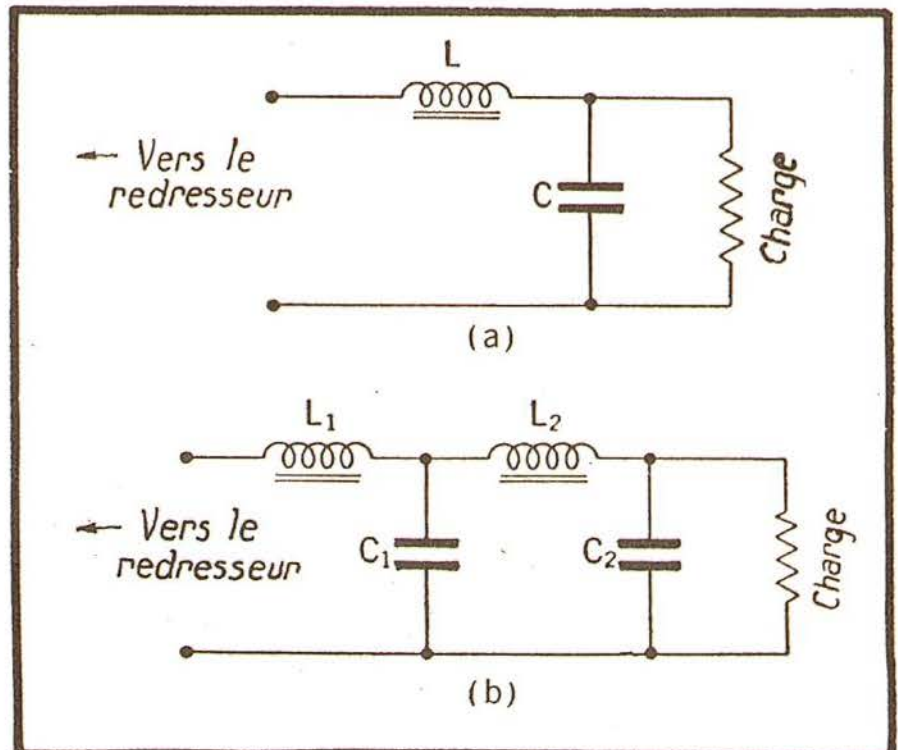 L
← Vers le
redresseur
C
Charge
(a)
L₁
L₂
← Vers le
redresseur
C₁
C₂
Charge
(b)